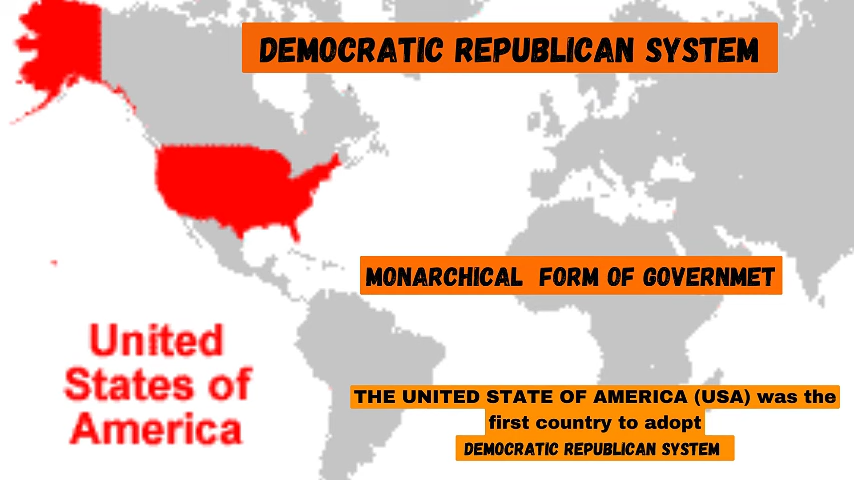 DEMOCRATIC REPUBLICAN SYSTEM
MONARCHICAL FORM OF GOVERNMET
United
States of
America
THE UNITED STATE OF AMERICA (USA) was the
first country to adopt
DEMOCRATIC REPUBLICAN SYSTEM